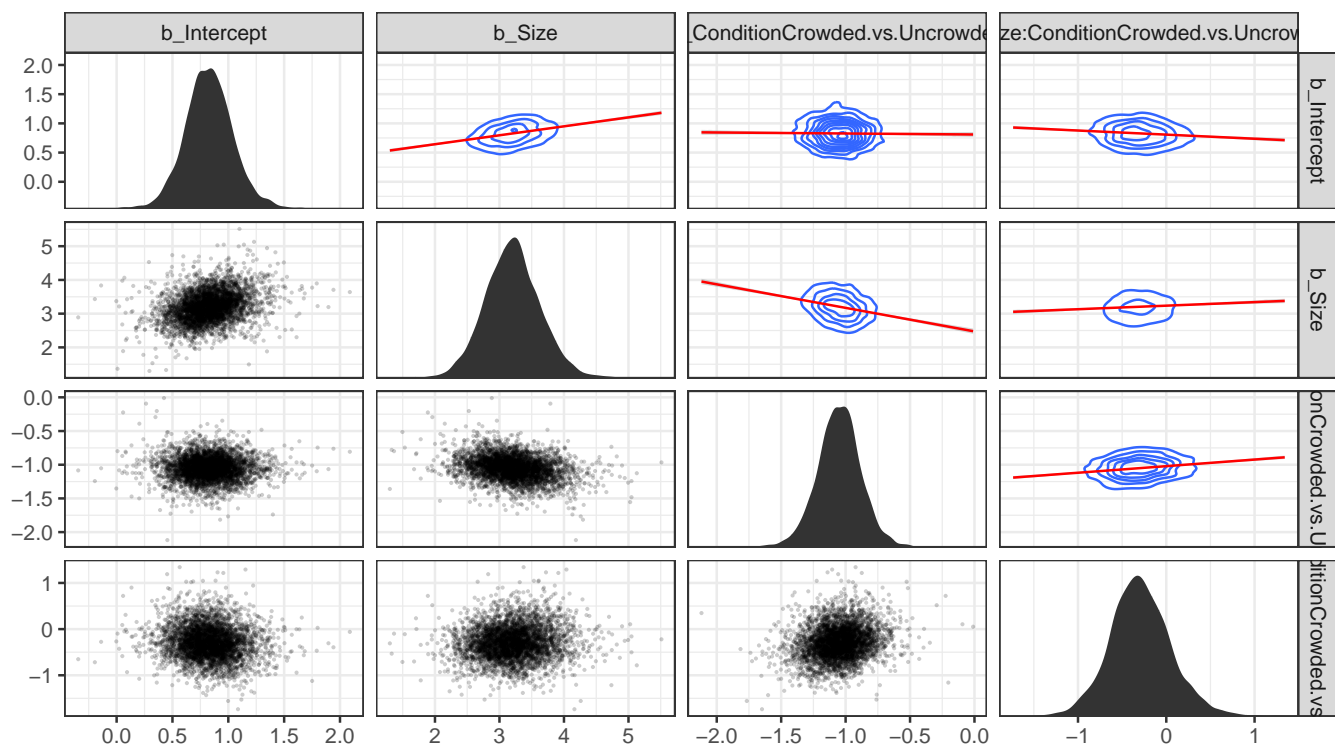 b_Intercept b_Size _ConditionCrowded.vs.Uncrowde ze:ConditionCrowded.vs.Uncrow
2.0
1.5
1.0
0.5
0.0
b_Intercept
5
4
3
2
b_Size
0.0
−0.5
−1.0
−1.5
−2.0
onCrowded.vs.U
1
0
−1
ditionCrowded.vs
0.0 0.5 1.0 1.5 2.0 2 3 4 5 −2.0 −1.5 −1.0 −0.5 0.0 −1 0 1